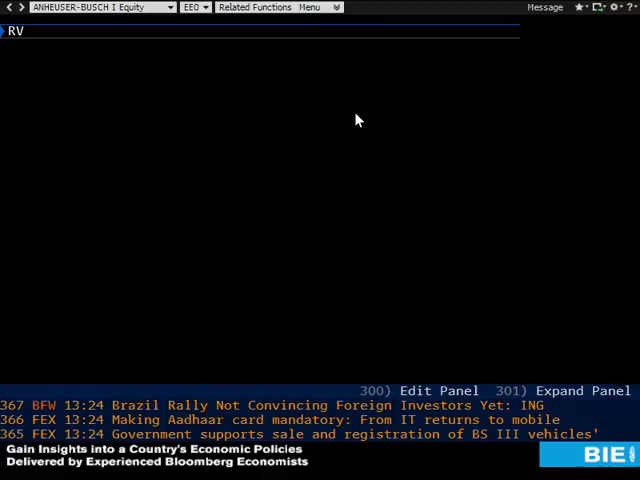 ANHEUSER-BUSCH I Equity EEO Related Functions Menu Message
RV
300) Edit Panel 301) Expand Panel
367 BFW 13:24 Brazil Rally Not Convincing Foreign Investors Yet: ING
366 FEX 13:24 Making Aadhaar card mandatory: From IT returns to mobile
365 FEX 13:24 Government supports sale and registration of BS III vehicles'
Gain Insights into a Country's Economic Policies
Delivered by Experienced Bloomberg Economists
BIE